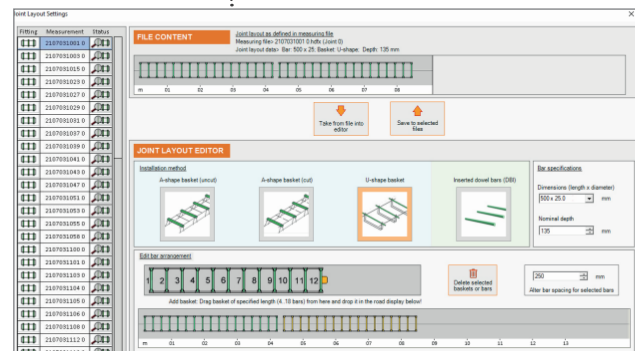 Joint Layout Settings
Fitting Measurement Status
FILE CONTENT
Joint layout as defined in measuring file
Measuring file> 2107031001 0.hdtx (Joint 0)
Joint layout data> Bar: 500 x 25; Basket: U-shape; Depth: 135 mm
2107031001 0
2107031003 0
2107031015 0
2107031023 0
2107031027 0
2107031029 0
2107031031 0
2107031037 0
2107031039 0
2107031041 0
2107031043 0
2107031047 0
2107031051 0
2107031053 0
2107031055 0
2107031058 0
2107031100 0
2107031101 0
2107031103 0
2107031104 0
2107031105 0
2107031106 0
2107031109 0
2107031112 0
m 01 02 03 04 05 06 07 08
Take from file into editor
Save to selected files
JOINT LAYOUT EDITOR
Installation method
A-shape basket (uncut) A-shape basket (cut) U-shape basket Inserted dowel bars (DBI)
Bar specifications
Dimensions (length x diameter)
500 x 25.0 mm
Nominal depth
135 mm
Edit bar arrangement
1 2 3 4 5 6 7 8 9 10 11 12
Add basket: Drag basket of specified length (4..18 bars) from here and drop it in the road display below!
Delete selected baskets or bars
250 mm
Alter bar spacing for selected bars
m 01 02 03 04 05 06 07 08 09 10 11 12 13